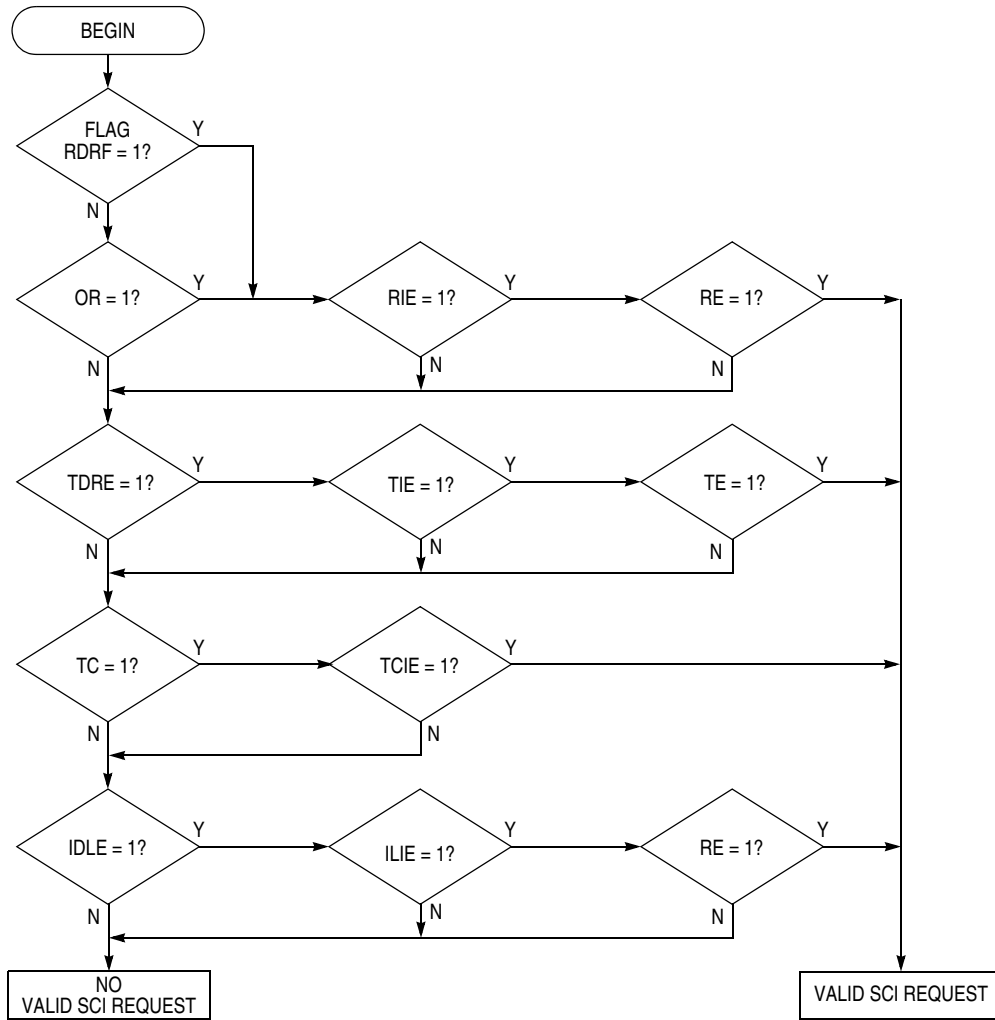 BEGIN
FLAG
RDRF = 1?
Y
N
OR = 1?
Y
RIE = 1?
Y
RE = 1?
Y
N
N
N
TDRE = 1?
Y
TIE = 1?
Y
TE = 1?
Y
N
N
N
TC = 1?
Y
TCIE = 1?
Y
N
N
IDLE = 1?
Y
ILIE = 1?
Y
RE = 1?
Y
N
N
N
NO
VALID SCI REQUEST
VALID SCI REQUEST